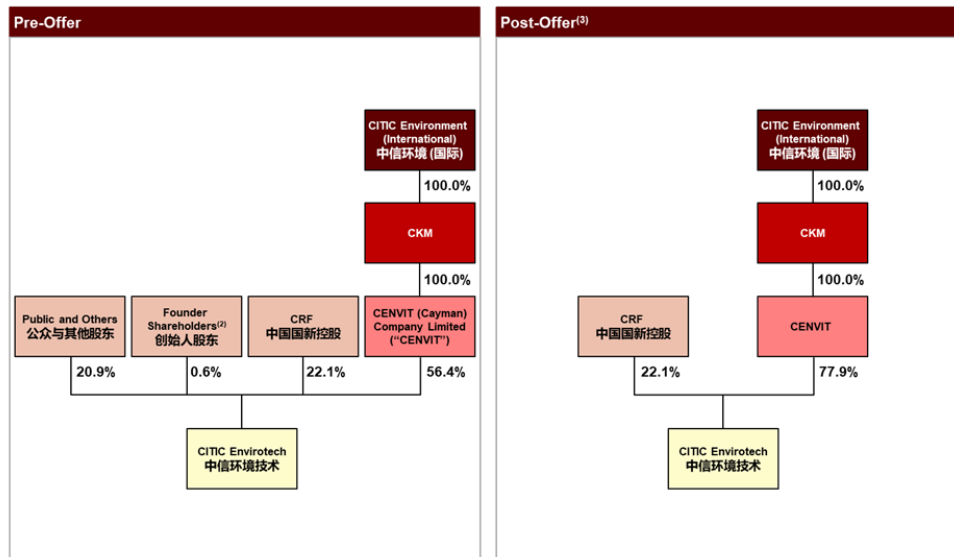 Pre-Offer
CITIC Environment
(International)
中信环境 (国际)
100.0%
CKM
100.0%
Public and Others
公众与其他股东
Founder
Shareholders(2)
创始人股东
CRF
中国国新控股
CENVIT (Cayman)
Company Limited
(“CENVIT”)
20.9%
0.6%
22.1%
56.4%
CITIC Envirotech
中信环境技术
Post-Offer(3)
CITIC Environment
(International)
中信环境 (国际)
100.0%
CKM
100.0%
CRF
中国国新控股
CENVIT
22.1%
77.9%
CITIC Envirotech
中信环境技术